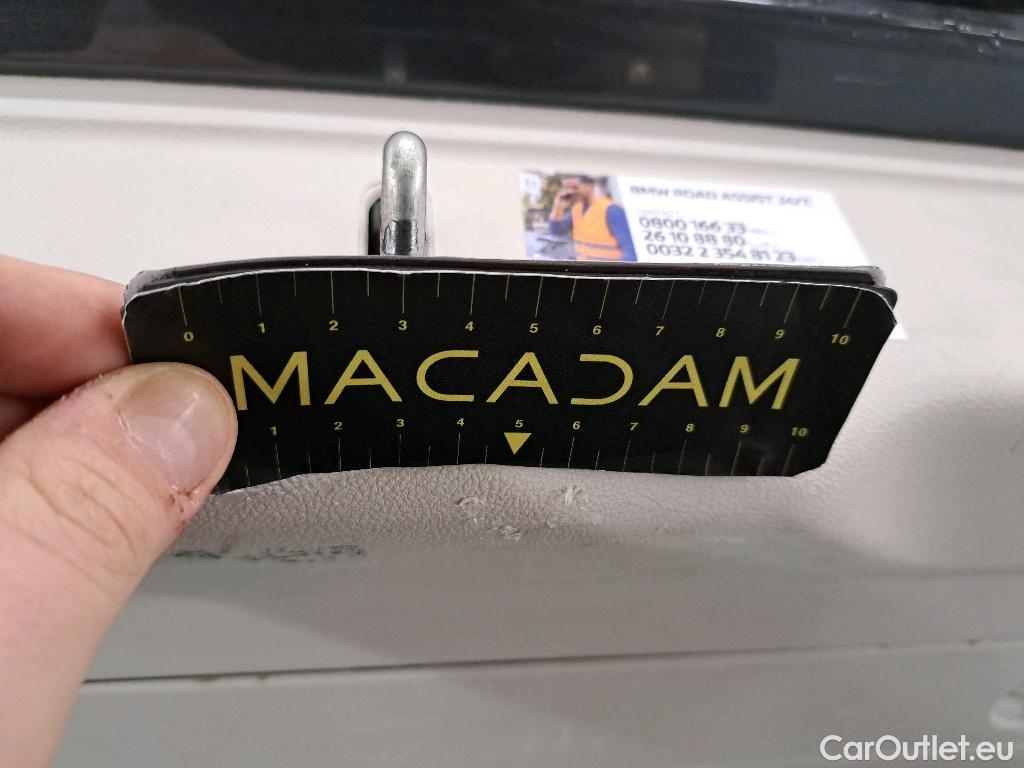 BMW ROAD ASSIST 24/7
0800 166 33
26 10 88 80
0032 2 354 81 23
0 1 2 3 4 5 6 7 8 9 10
MACADAM
1 2 3 4 5 6 7 8 9 10
CarOutlet.eu